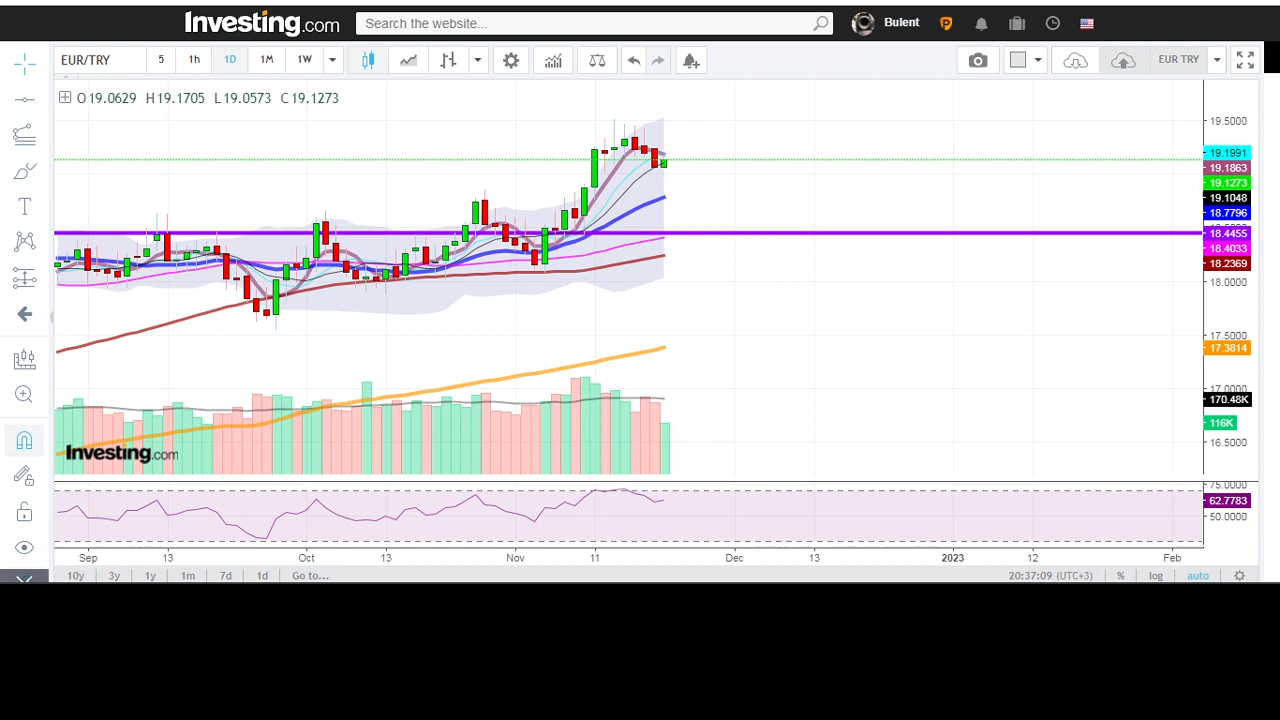 Investing.com
Search the website...
Bulent
EUR/TRY
5
1h
1D
1M
1W
EUR TRY
O19.0629 H19.1705 L19.0573 C19.1273
19.5000
19.1991
19.1863
19.1273
19.1048
18.7796
18.4455
18.4033
18.2369
18.0000
17.5000
17.3814
17.0000
170.48K
116K
16.5000
Investing.com
75.0000
62.7783
50.0000
Sep 13 Oct 13 Nov 11 Dec 13 2023 12 Feb
10y 3y 1y 1m 7d 1d Go to... 20:37:09 (UTC+3) % log auto